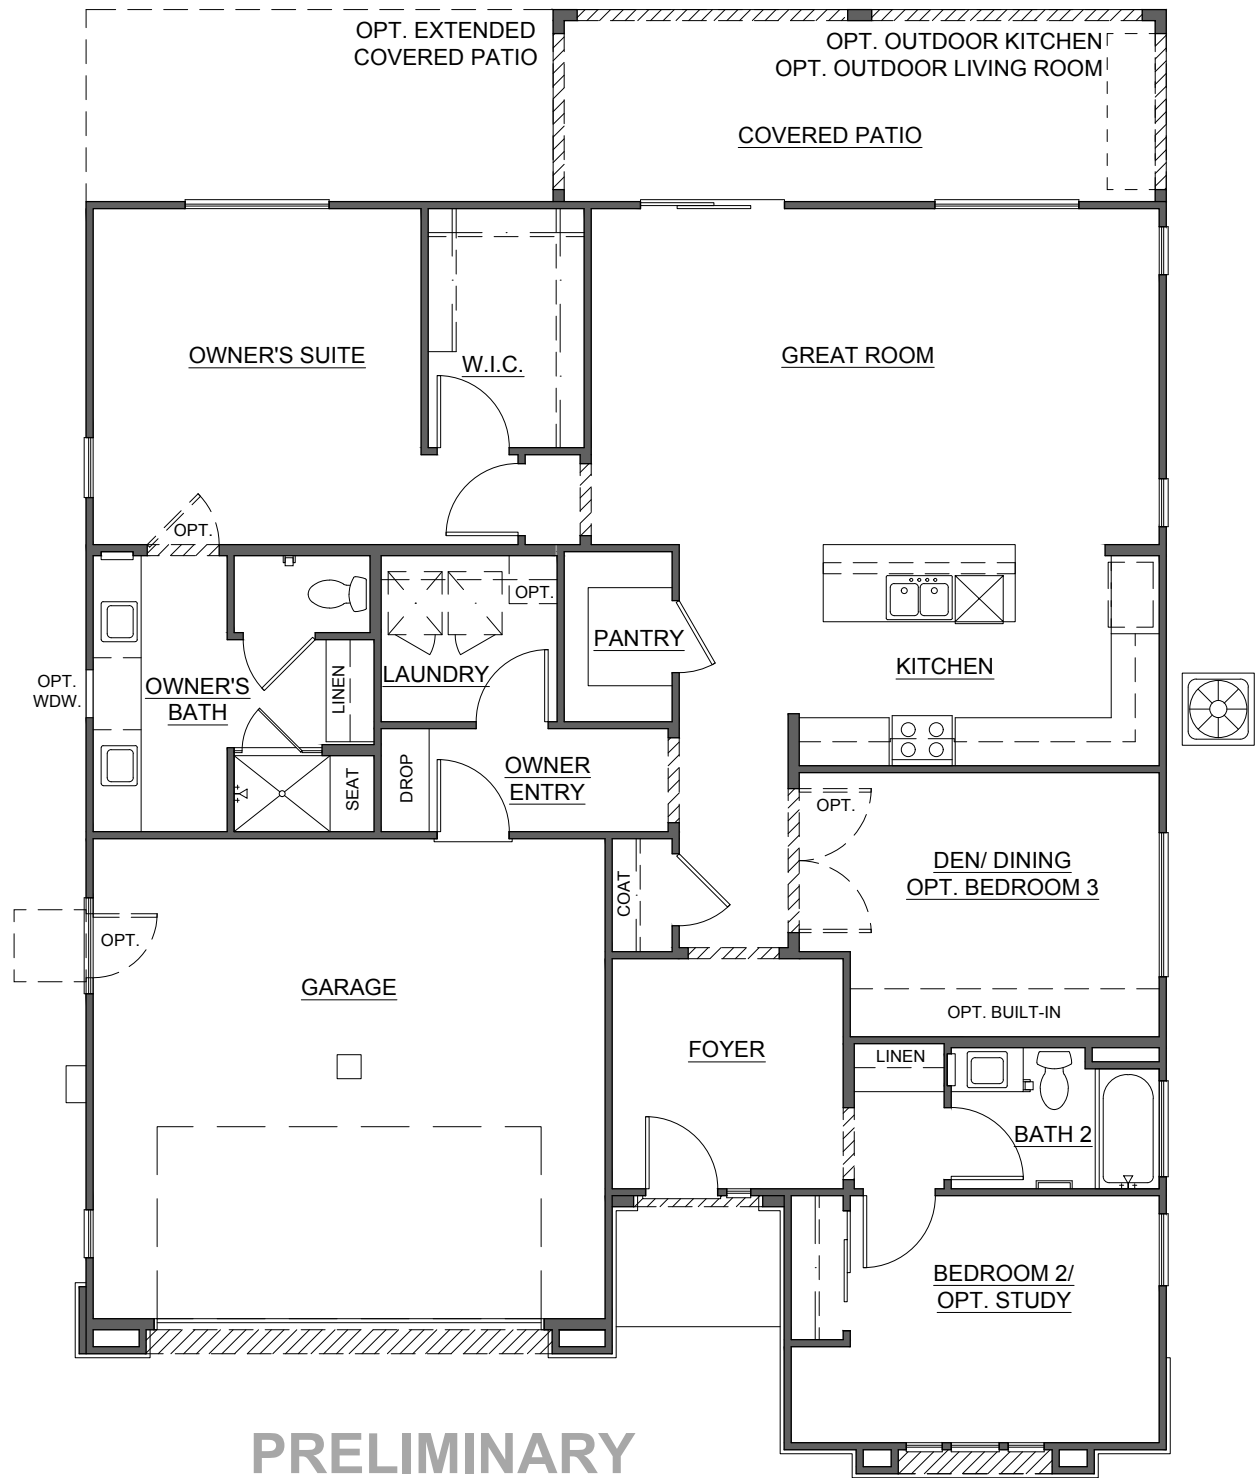 OPT. EXTENDED
COVERED PATIO
OPT. OUTDOOR KITCHEN
OPT. OUTDOOR LIVING ROOM
COVERED PATIO
OWNER'S SUITE
W.I.C.
GREAT ROOM
OPT.
OPT.
PANTRY
KITCHEN
LAUNDRY
LINEN
OPT.
WDW.
OWNER'S
BATH
SEAT
DROP
OWNER
ENTRY
OPT.
DEN/ DINING
OPT. BEDROOM 3
COAT
OPT.
GARAGE
OPT. BUILT-IN
FOYER
LINEN
BATH 2
BEDROOM 2/
OPT. STUDY
PRELIMINARY